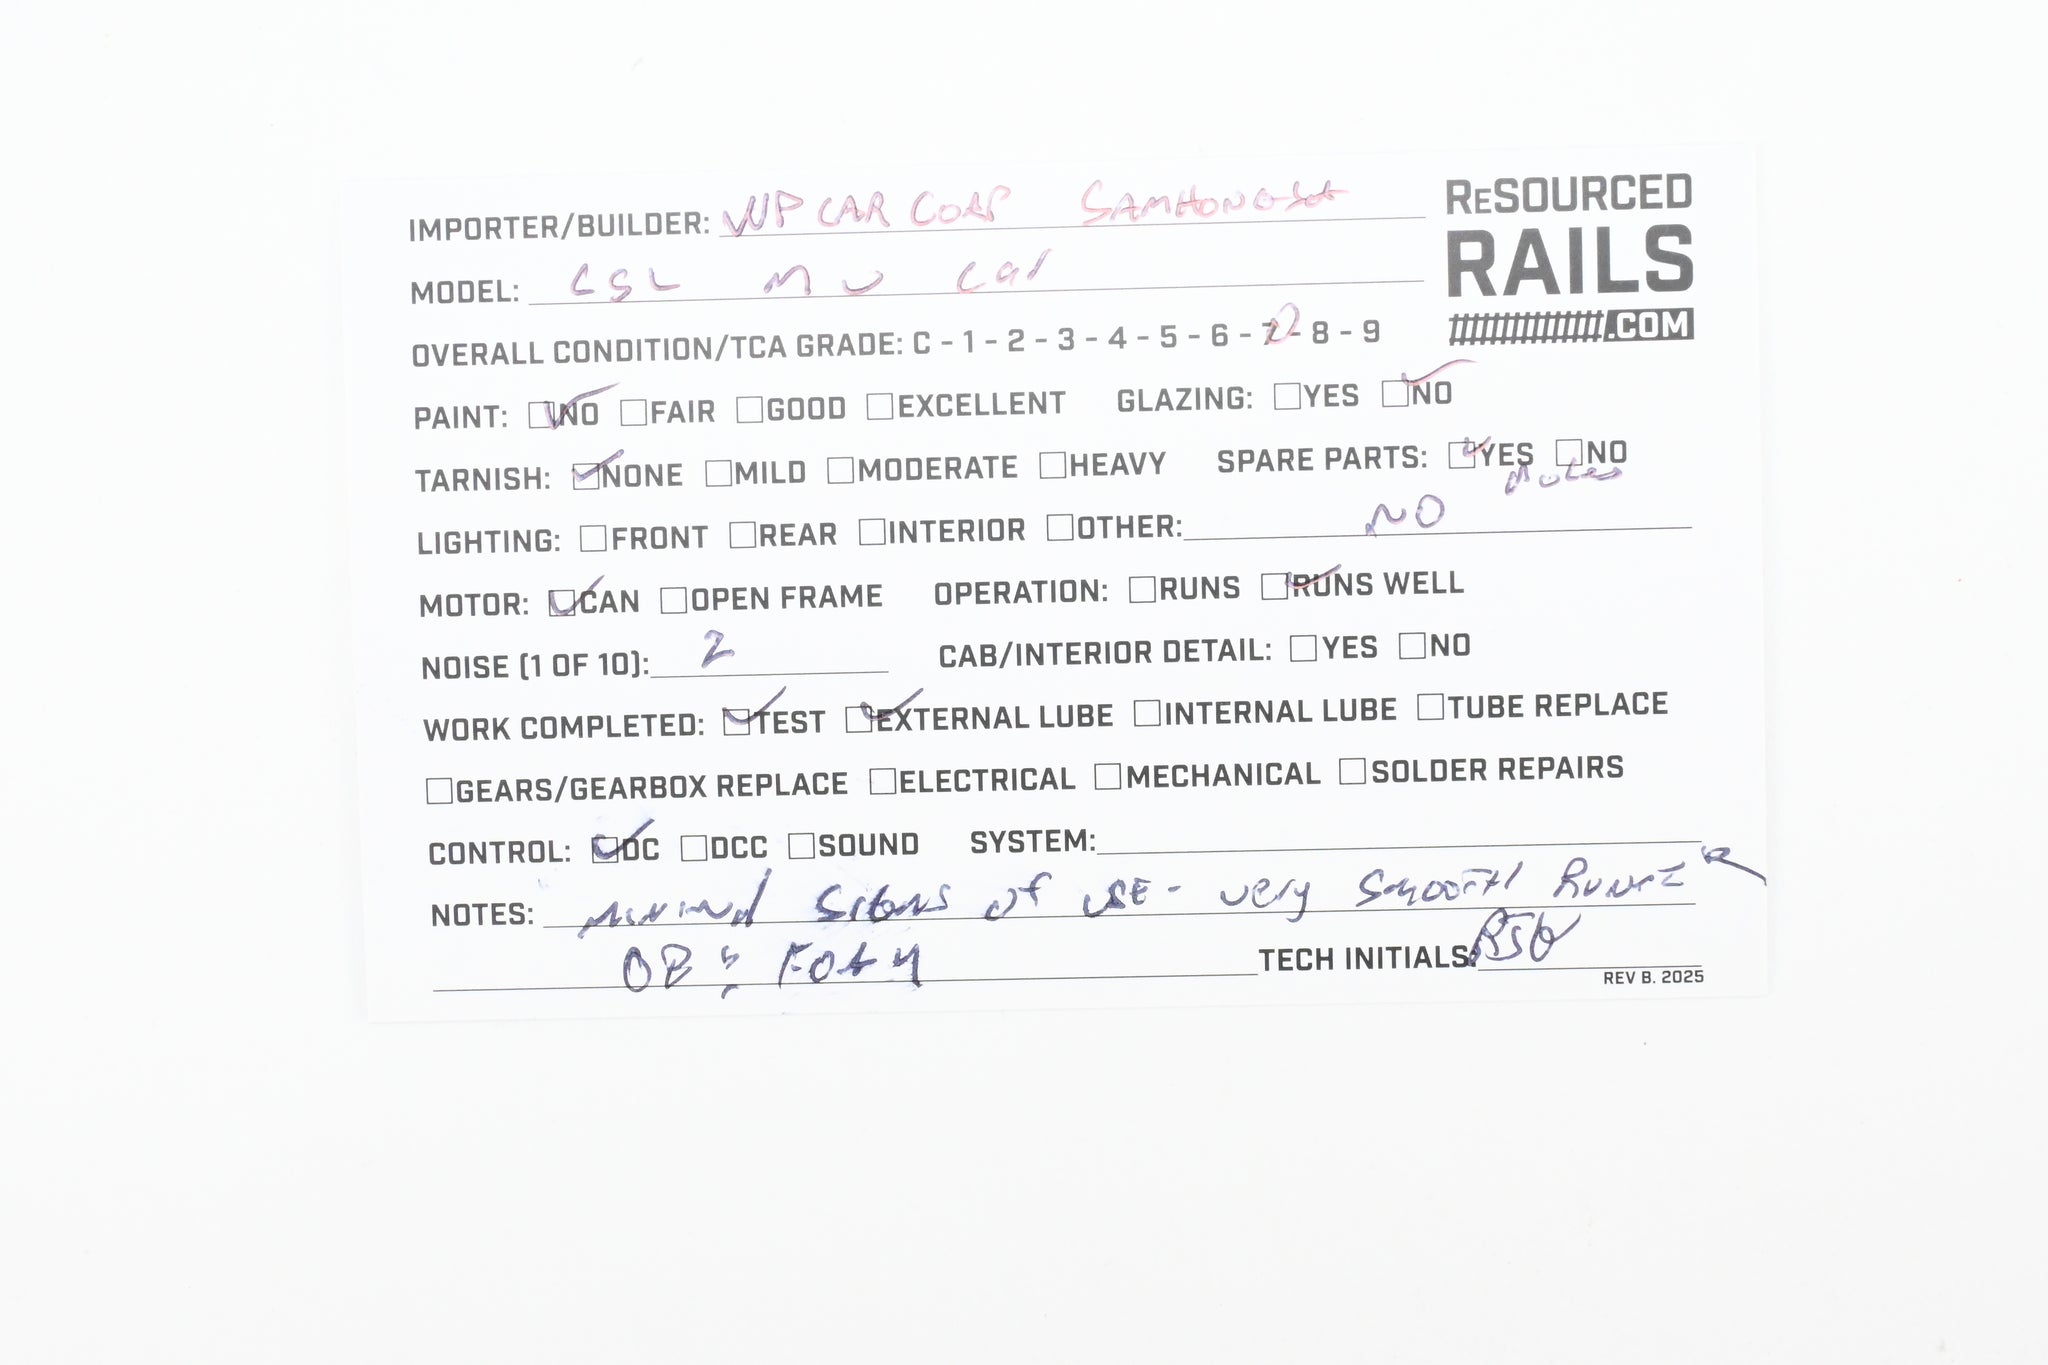 IMPORTER/BUILDER: WP CAR CORP SAMHONGSA
ReSOURCED
RAILS
.COM
MODEL: CSL MU Car
OVERALL CONDITION/TCA GRADE: C - 1 - 2 - 3 - 4 - 5 - 6 - 7 - 8 - 9
PAINT: NO FAIR GOOD EXCELLENT GLAZING: YES NO
TARNISH: NONE MILD MODERATE HEAVY SPARE PARTS: YES NO
LIGHTING: FRONT REAR INTERIOR OTHER: NO
MOTOR: CAN OPEN FRAME OPERATION: RUNS RUNS WELL
NOISE (1 OF 10): 2 CAB/INTERIOR DETAIL: YES NO
WORK COMPLETED: TEST EXTERNAL LUBE INTERNAL LUBE TUBE REPLACE
GEARS/GEARBOX REPLACE ELECTRICAL MECHANICAL SOLDER REPAIRS
CONTROL: DC DCC SOUND SYSTEM:
NOTES: Minimal Signs of USE - very Smooth
OB; FOAM TECH INITIALS:
REV B. 2025